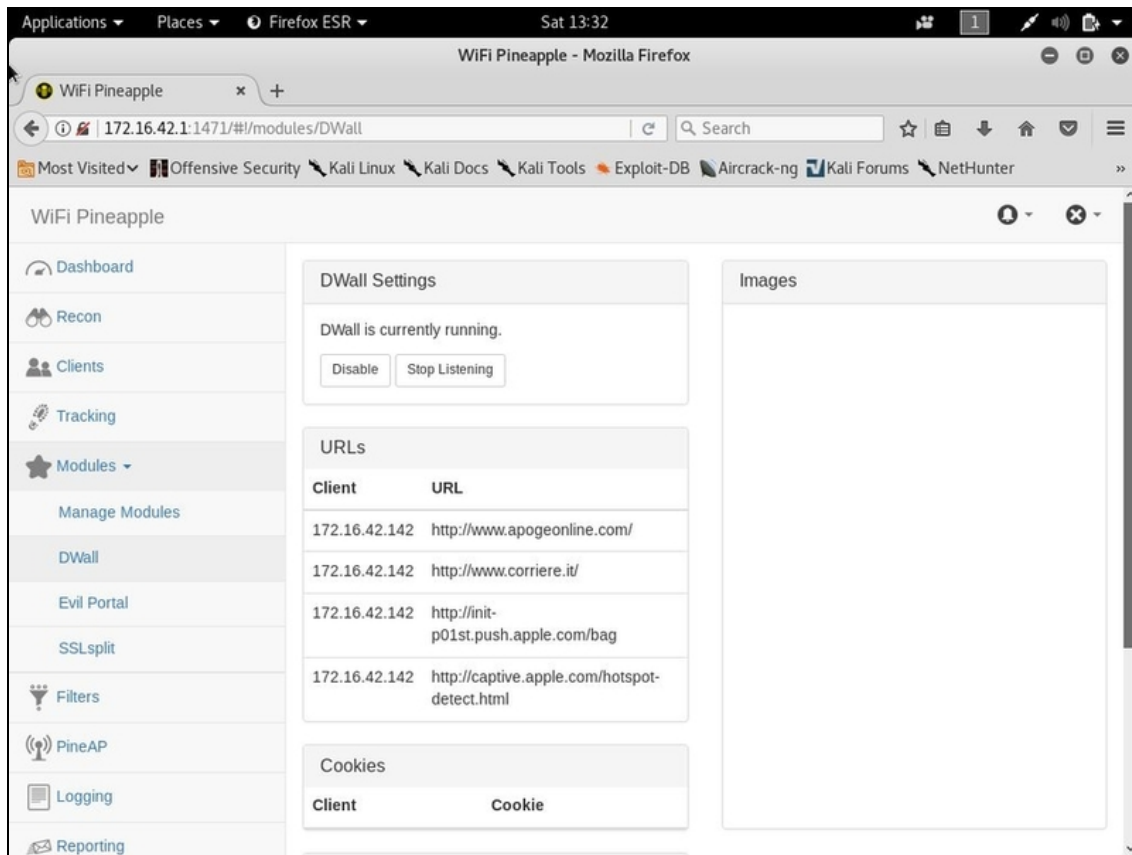 Applications Places Firefox ESR Sat 13:32 1
WiFi Pineapple - Mozilla Firefox
WiFi Pineapple
172.16.42.1:1471/#!/modules/DWall Search
Most Visited Offensive Security Kali Linux Kali Docs Kali Tools Exploit-DB Aircrack-ng Kali Forums NetHunter »
WiFi Pineapple
Dashboard
Recon
Clients
Tracking
Modules
Manage Modules
DWall
Evil Portal
SSLsplit
Filters
PineAP
Logging
Reporting
DWall Settings
DWall is currently running.
Disable Stop Listening
URLs
Client URL
172.16.42.142 http://www.apogeonline.com/
172.16.42.142 http://www.corriere.it/
172.16.42.142 http://init-
p01st.push.apple.com/bag
172.16.42.142 http://captive.apple.com/hotspot-
detect.html
Cookies
Client Cookie
Images